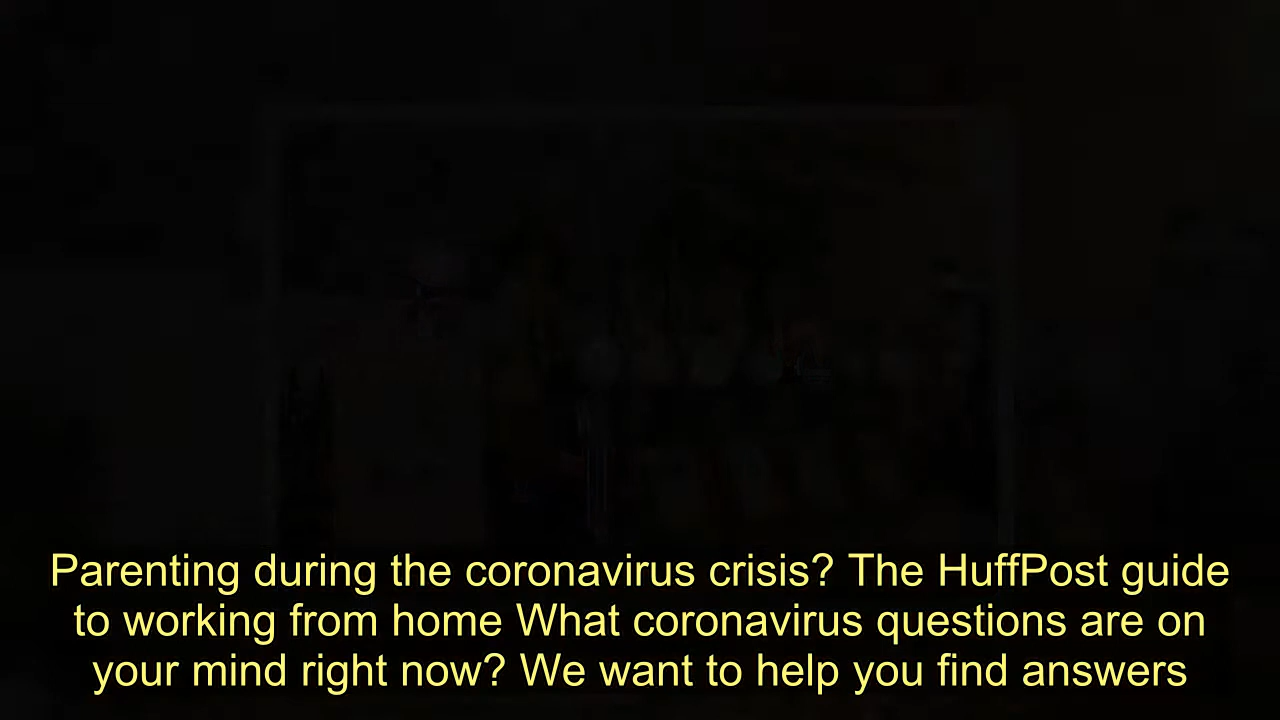 Parenting during the coronavirus crisis? The HuffPost guide
to working from home What coronavirus questions are on
your mind right now? We want to help you find answers